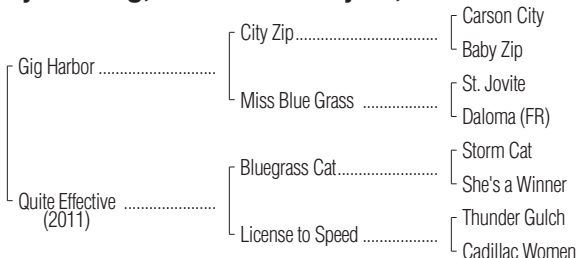 Carson City
City Zip
Baby Zip
Gig Harbor
St. Jovite
Miss Blue Grass
Daloma (FR)
Storm Cat
Bluegrass Cat
She's a Winner
Quite Effective
(2011)
Thunder Gulch
License to Speed
Cadillac Women